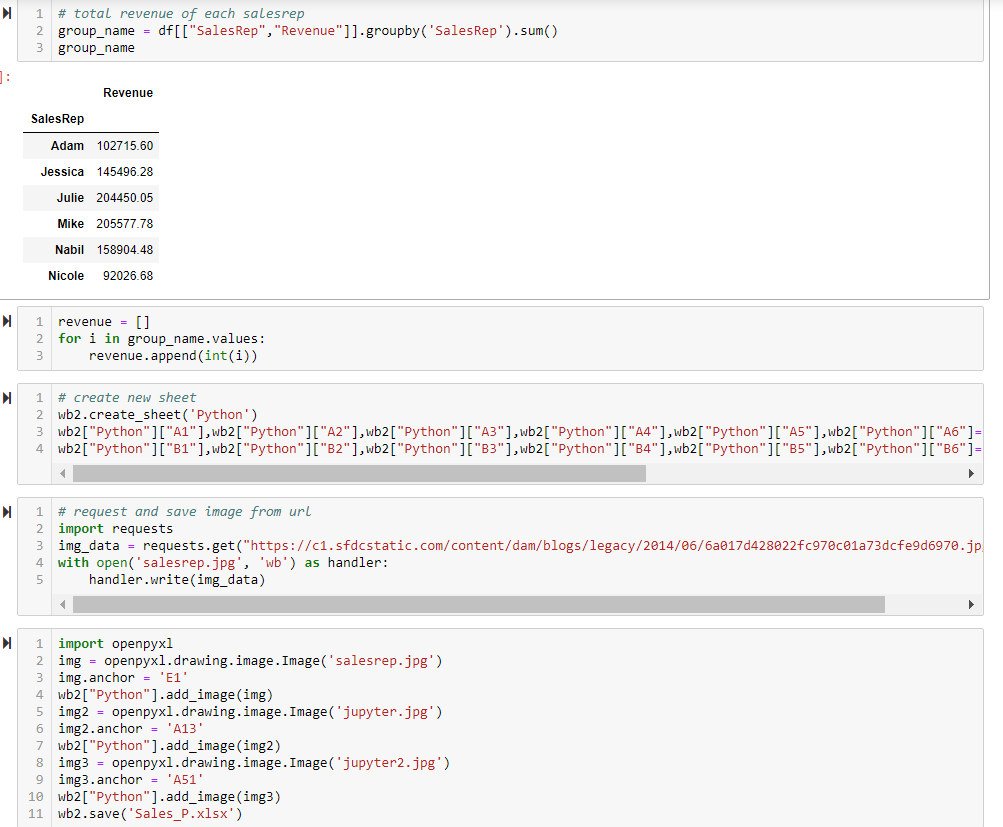 1 # total revenue of each salesrep
2 group_name = df[["SalesRep","Revenue"]].groupby('SalesRep').sum()
3 group_name
]:
Revenue
SalesRep
Adam 102715.60
Jessica 145496.28
Julie 204450.05
Mike 205577.78
Nabil 158904.48
Nicole 92026.68
1 revenue = []
2 for i in group_name.values:
3     revenue.append(int(i))
1 # create new sheet
2 wb2.create_sheet('Python')
3 wb2["Python"]["A1"],wb2["Python"]["A2"],wb2["Python"]["A3"],wb2["Python"]["A4"],wb2["Python"]["A5"],wb2["Python"]["A6"]=
4 wb2["Python"]["B1"],wb2["Python"]["B2"],wb2["Python"]["B3"],wb2["Python"]["B4"],wb2["Python"]["B5"],wb2["Python"]["B6"]=
1 # request and save image from url
2 import requests
3 img_data = requests.get("https://c1.sfdcstatic.com/content/dam/blogs/legacy/2014/06/6a017d428022fc970c01a73dcfe9d6970.jp
4 with open('salesrep.jpg', 'wb') as handler:
5     handler.write(img_data)
1 import openpyxl
2 img = openpyxl.drawing.image.Image('salesrep.jpg')
3 img.anchor = 'E1'
4 wb2["Python"].add_image(img)
5 img2 = openpyxl.drawing.image.Image('jupyter.jpg')
6 img2.anchor = 'A13'
7 wb2["Python"].add_image(img2)
8 img3 = openpyxl.drawing.image.Image('jupyter2.jpg')
9 img3.anchor = 'A51'
10 wb2["Python"].add_image(img3)
11 wb2.save('Sales_P.xlsx')